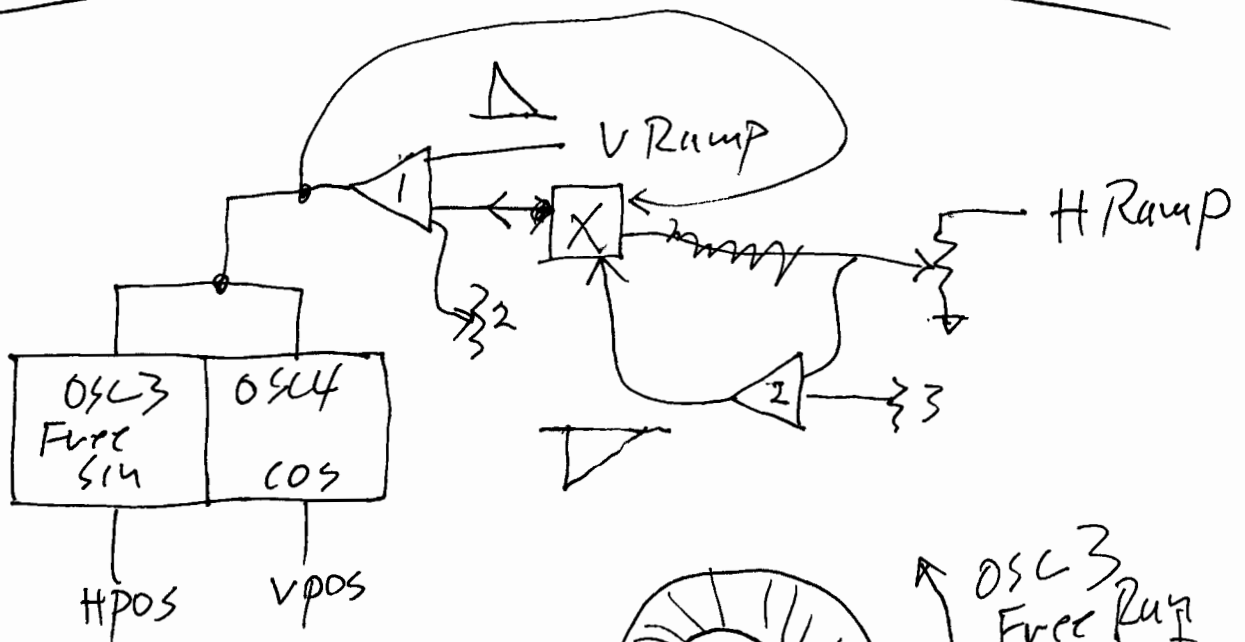 V Ramp
1
X
H Ramp
2
2
3
OSC3
Free
sin
OSC4
cos
Hpos
Vpos
OSC3
Free Run